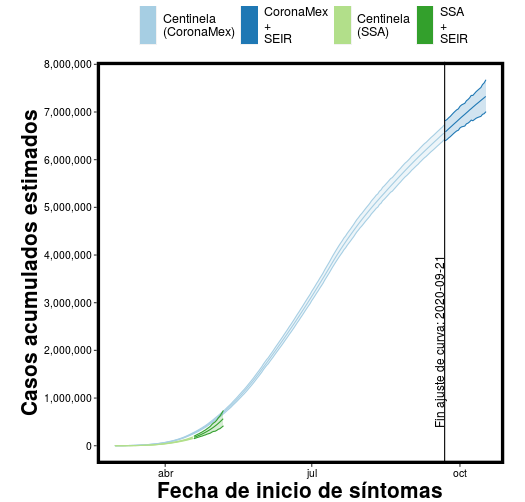 Centinela
(CoronaMex)
CoronaMex
+
SEIR
Centinela
(SSA)
SSA
+
SEIR
8,000,000
7,000,000
6,000,000
5,000,000
4,000,000
3,000,000
2,000,000
1,000,000
0
Casos acumulados estimados
Fin ajuste de curva: 2020-09-21
abr
jul
oct
Fecha de inicio de síntomas